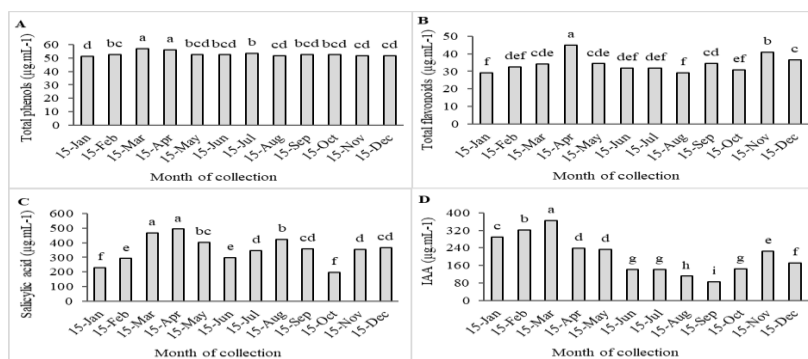 A
Total phenols (µg.mL-1)
60
50
40
30
20
10
0
d bc a a bcd bcd b cd bcd bcd cd cd
15-Jan 15-Feb 15-Mar 15-Apr 15-May 15-Jun 15-Jul 15-Aug 15-Sep 15-Oct 15-Nov 15-Dec
Month of collection
B
Total flavonoids (µg.mL-1)
50
40
30
20
10
0
f def cde a cde def def f cd ef b c
15-Jan 15-Feb 15-Mar 15-Apr 15-May 15-Jun 15-Jul 15-Aug 15-Sep 15-Oct 15-Nov 15-Dec
Month of collection
C
Salicylic acid (µg.mL-1)
600
500
400
300
200
100
0
f e a a bc e d b cd f d cd
15-Jan 15-Feb 15-Mar 15-Apr 15-May 15-Jun 15-Jul 15-Aug 15-Sep 15-Oct 15-Nov 15-Dec
Month of collection
D
IAA (µg.mL-1)
400
320
240
160
80
0
c b a d d g g h i g e f
15-Jan 15-Feb 15-Mar 15-Apr 15-May 15-Jun 15-Jul 15-Aug 15-Sep 15-Oct 15-Nov 15-Dec
Month of collection